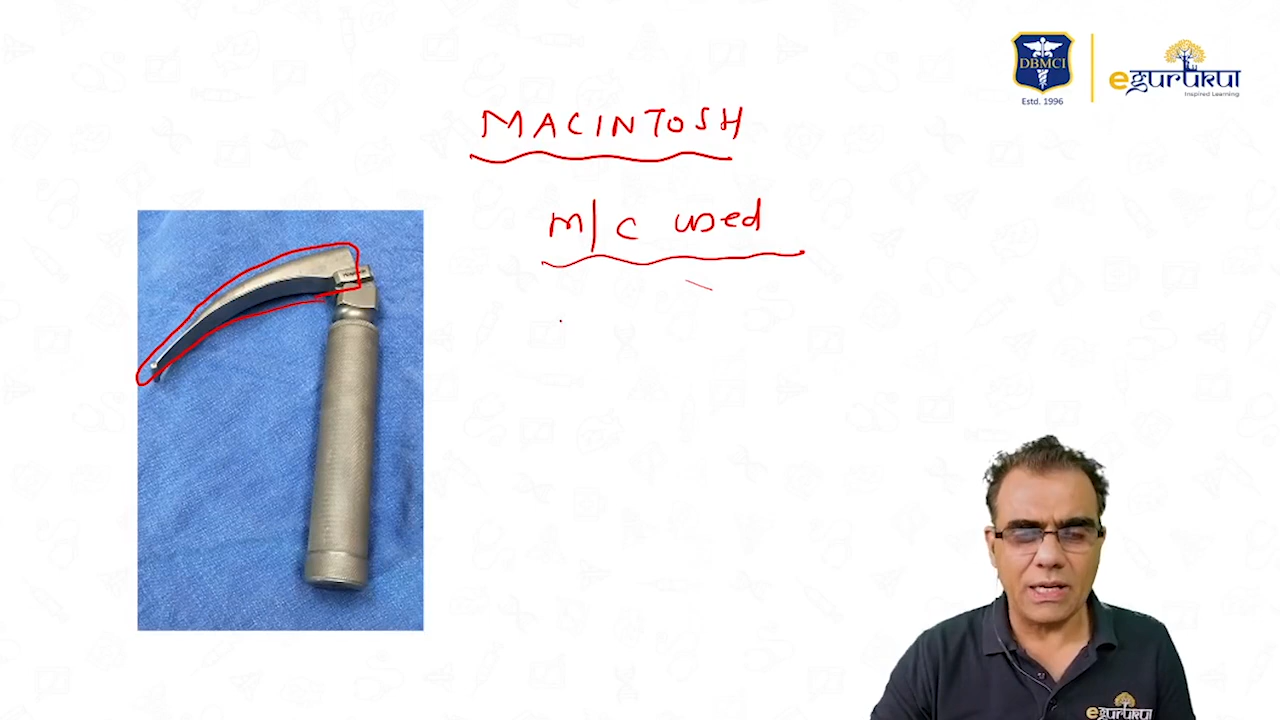 DBMCI
Estd. 1996
eGURUKUL
Inspired Learning
MACINTOSH
M/C used
eGURUKUL